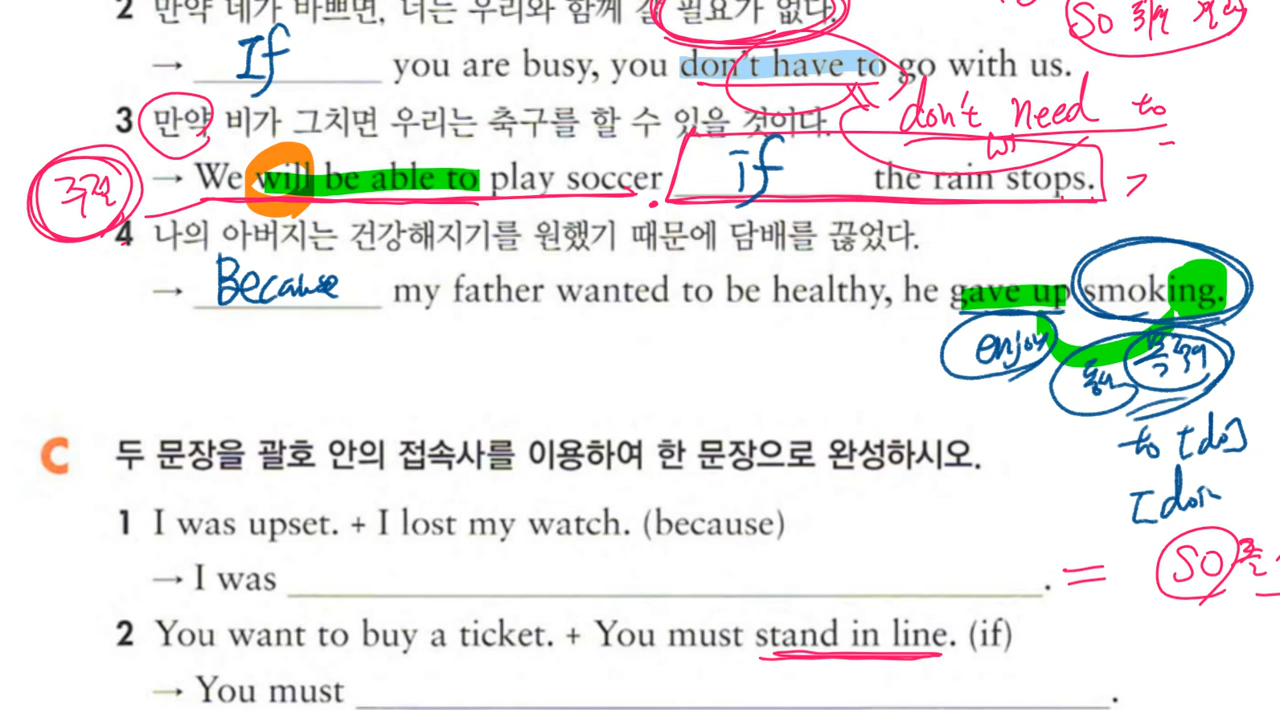 2 만약 네가 바쁘면, 너는 우리와 함께 갈 필요가 없다.
→ If you are busy, you don't have to go with us.
don't need to
3 만약 비가 그치면 우리는 축구를 할 수 있을 것이다.
→ We will be able to play soccer if the rain stops.
주절
4 나의 아버지는 건강해지기를 원했기 때문에 담배를 끊었다.
→ Because my father wanted to be healthy, he gave up smoking.
enjoy
to
C 두 문장을 괄호 안의 접속사를 이용하여 한 문장으로 완성하시오.
1 I was upset. + I lost my watch. (because)
→ I was ______. = SO
2 You want to buy a ticket. + You must stand in line. (if)
→ You must ______.